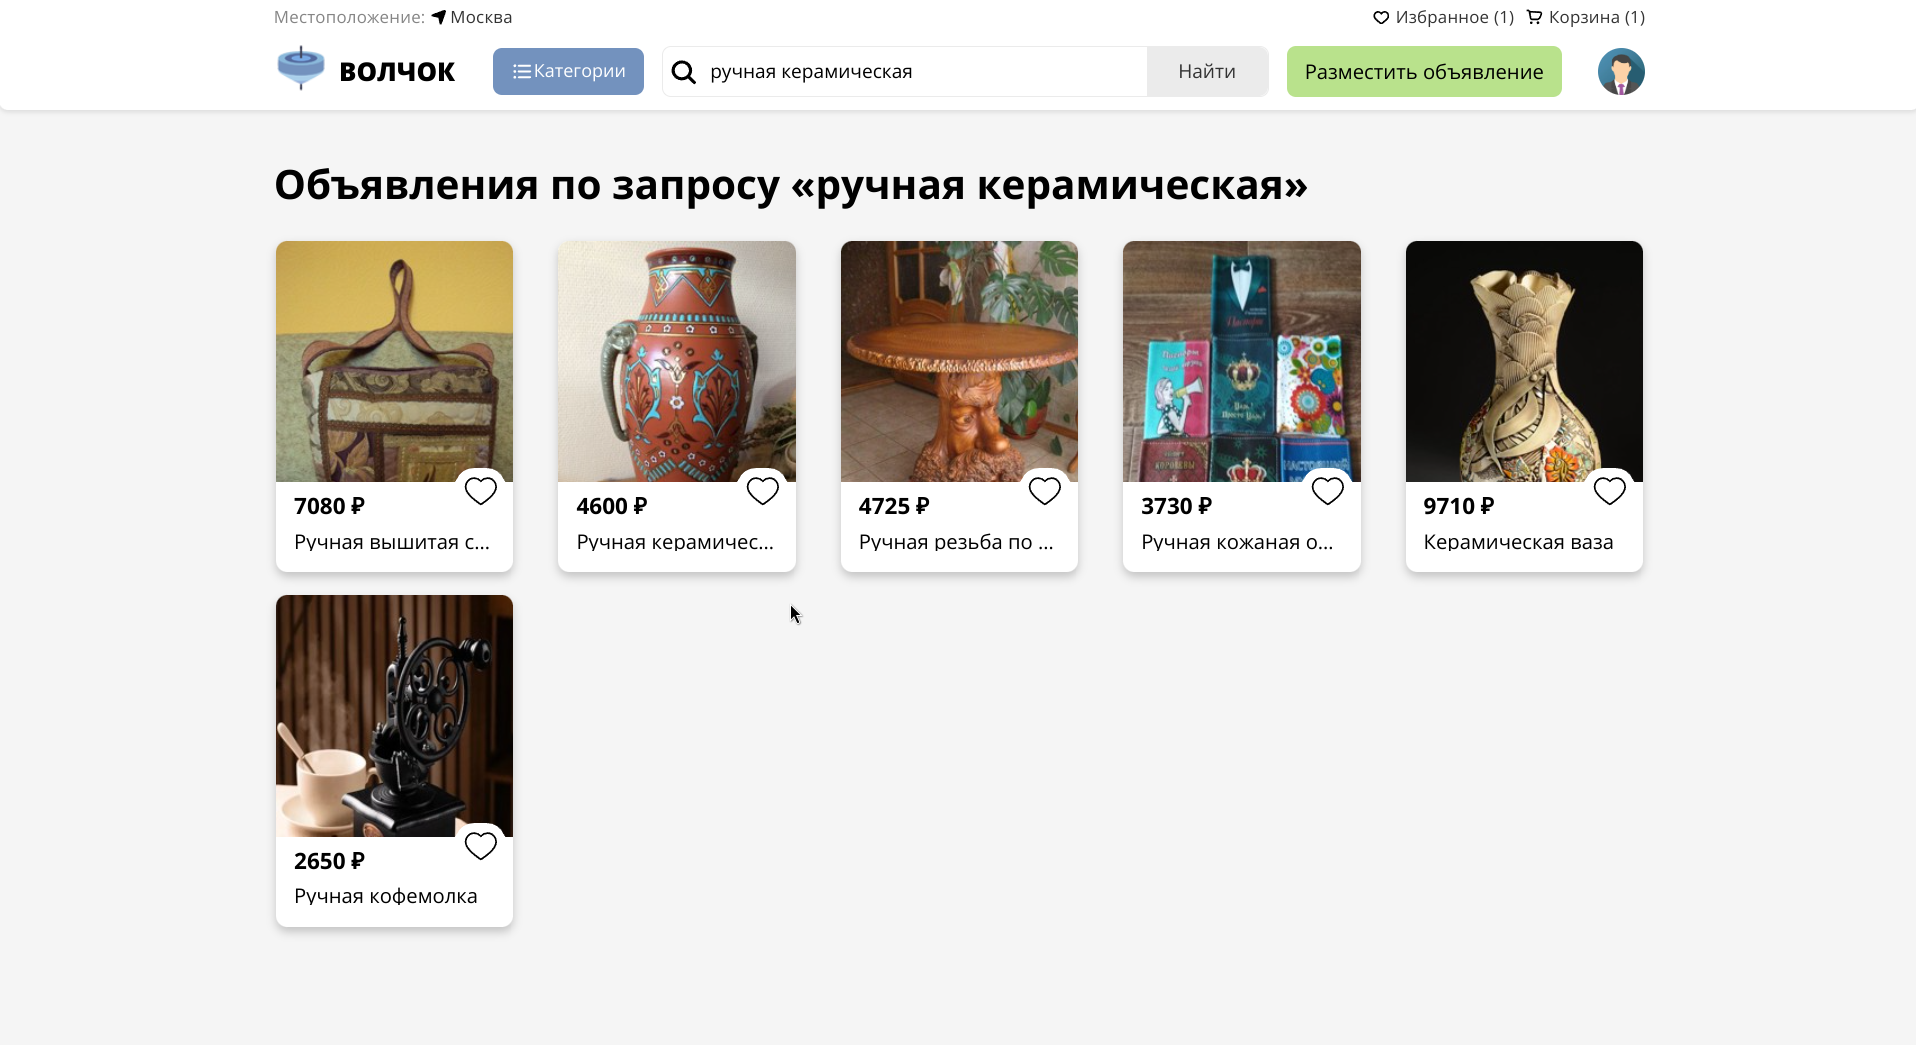 Местоположение: Москва
Избранное (1) Корзина (1)
ВОЛЧОК
Категории
ручная керамическая
Найти
Разместить объявление
Объявления по запросу «ручная керамическая»
7080 ₽
Ручная вышитая с...
4600 ₽
Ручная керамичес...
4725 ₽
Ручная резьба по ...
3730 ₽
Ручная кожаная о...
9710 ₽
Керамическая ваза
2650 ₽
Ручная кофемолка